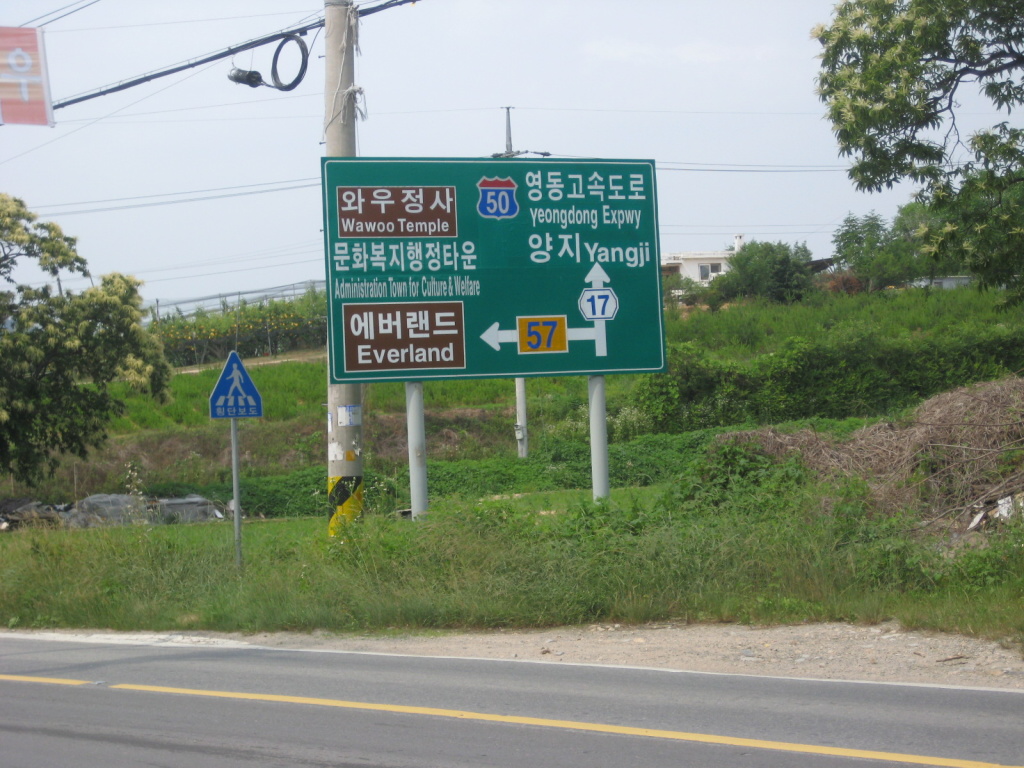 우
와우정사
Wawoo Temple
문화복지행정타운
Administration Town for Culture & Welfare
에버랜드
Everland
57
50
영동고속도로
Yeongdong Expwy
양지 Yangji
17
횡단보도